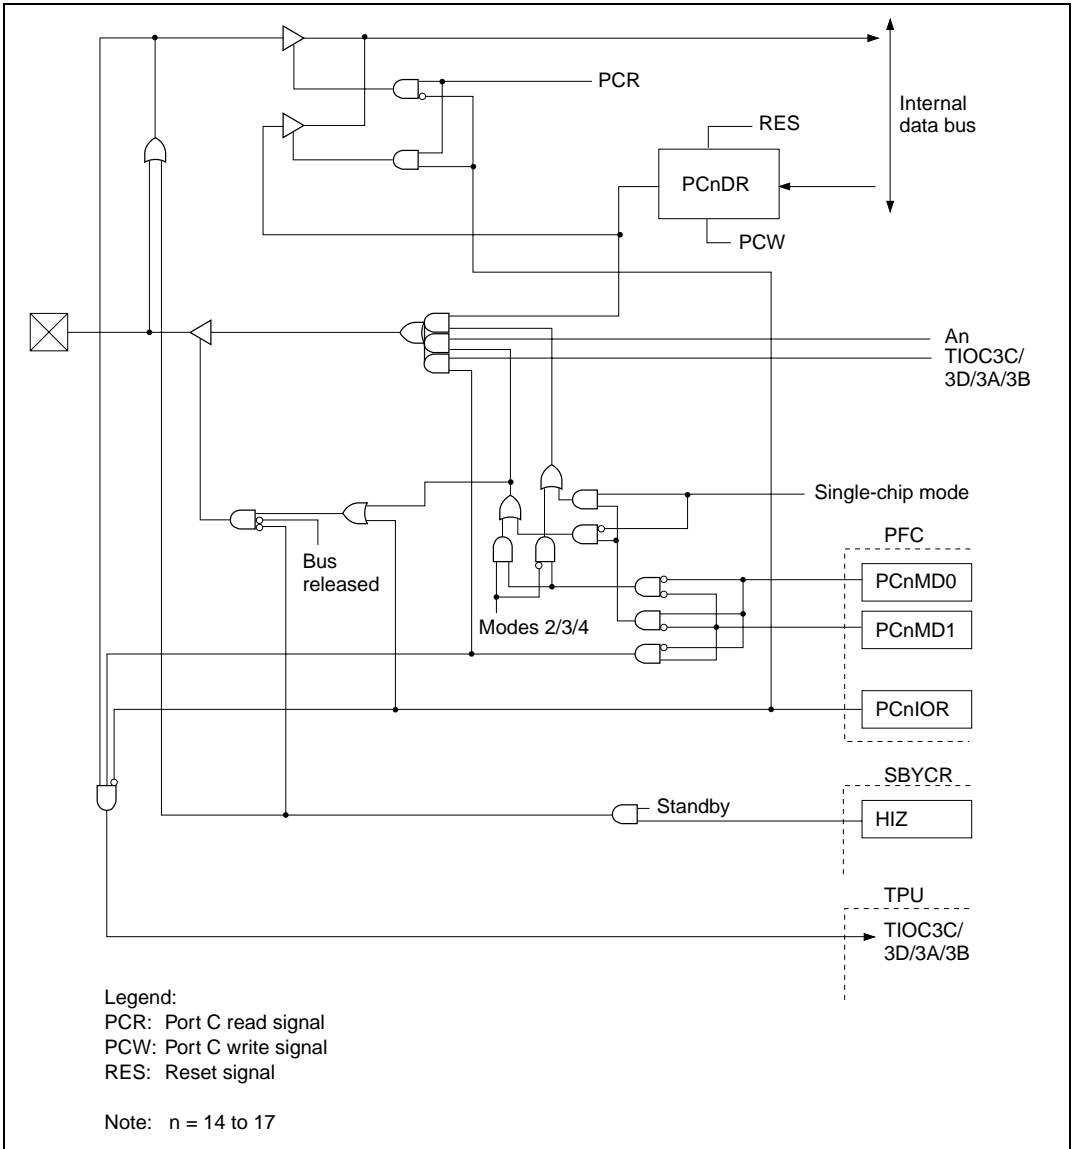 PCR
Internal
data bus
RES
PCnDR
PCW
An
TIOC3C/
3D/3A/3B
Single-chip mode
PFC
Bus
released
PCnMD0
Modes 2/3/4
PCnMD1
PCnIOR
SBYCR
Standby
HIZ
TPU
TIOC3C/
3D/3A/3B
Legend:
PCR: Port C read signal
PCW: Port C write signal
RES: Reset signal
Note: n = 14 to 17